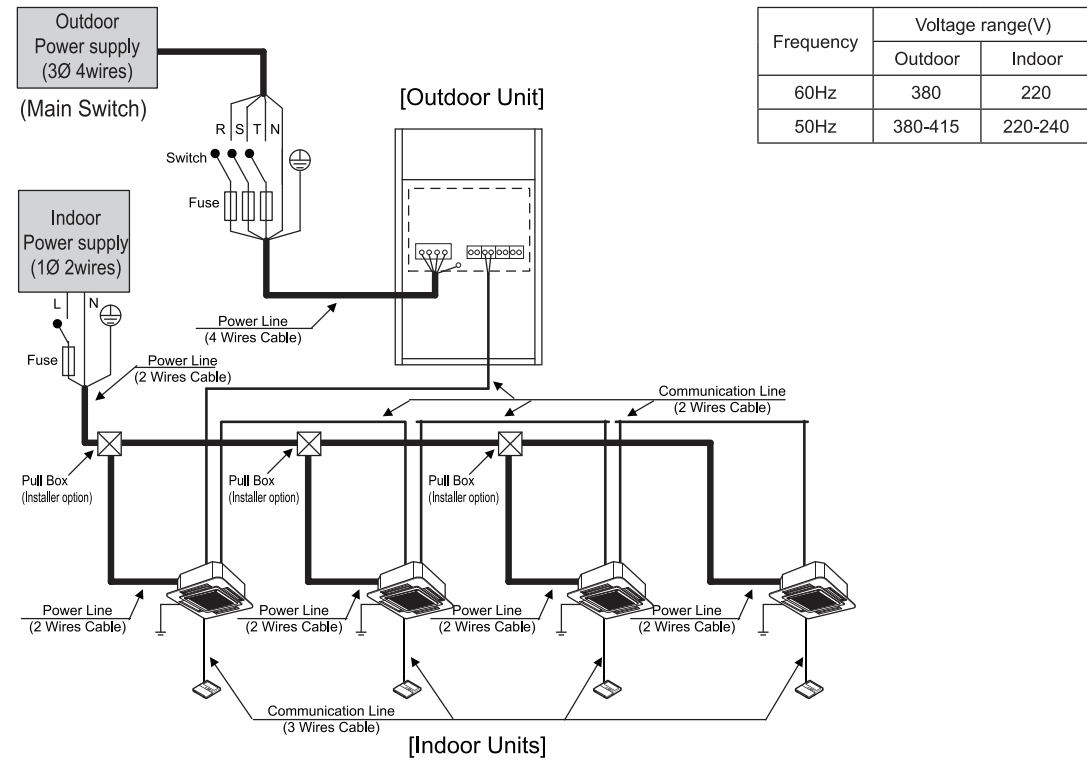 Outdoor
Power supply
(3Ø 4wires)
(Main Switch)
R S T N
Switch
Fuse
[Outdoor Unit]
Frequency
Voltage range(V)
Outdoor Indoor
60Hz 380 220
50Hz 380-415 220-240
Indoor
Power supply
(1Ø 2wires)
L N
Fuse
Power Line
(4 Wires Cable)
Power Line
(2 Wires Cable)
Communication Line
(2 Wires Cable)
Pull Box
(Installer option)
Pull Box
(Installer option)
Pull Box
(Installer option)
Power Line
(2 Wires Cable)
Power Line
(2 Wires Cable)
Power Line
(2 Wires Cable)
Power Line
(2 Wires Cable)
Communication Line
(3 Wires Cable)
[Indoor Units]